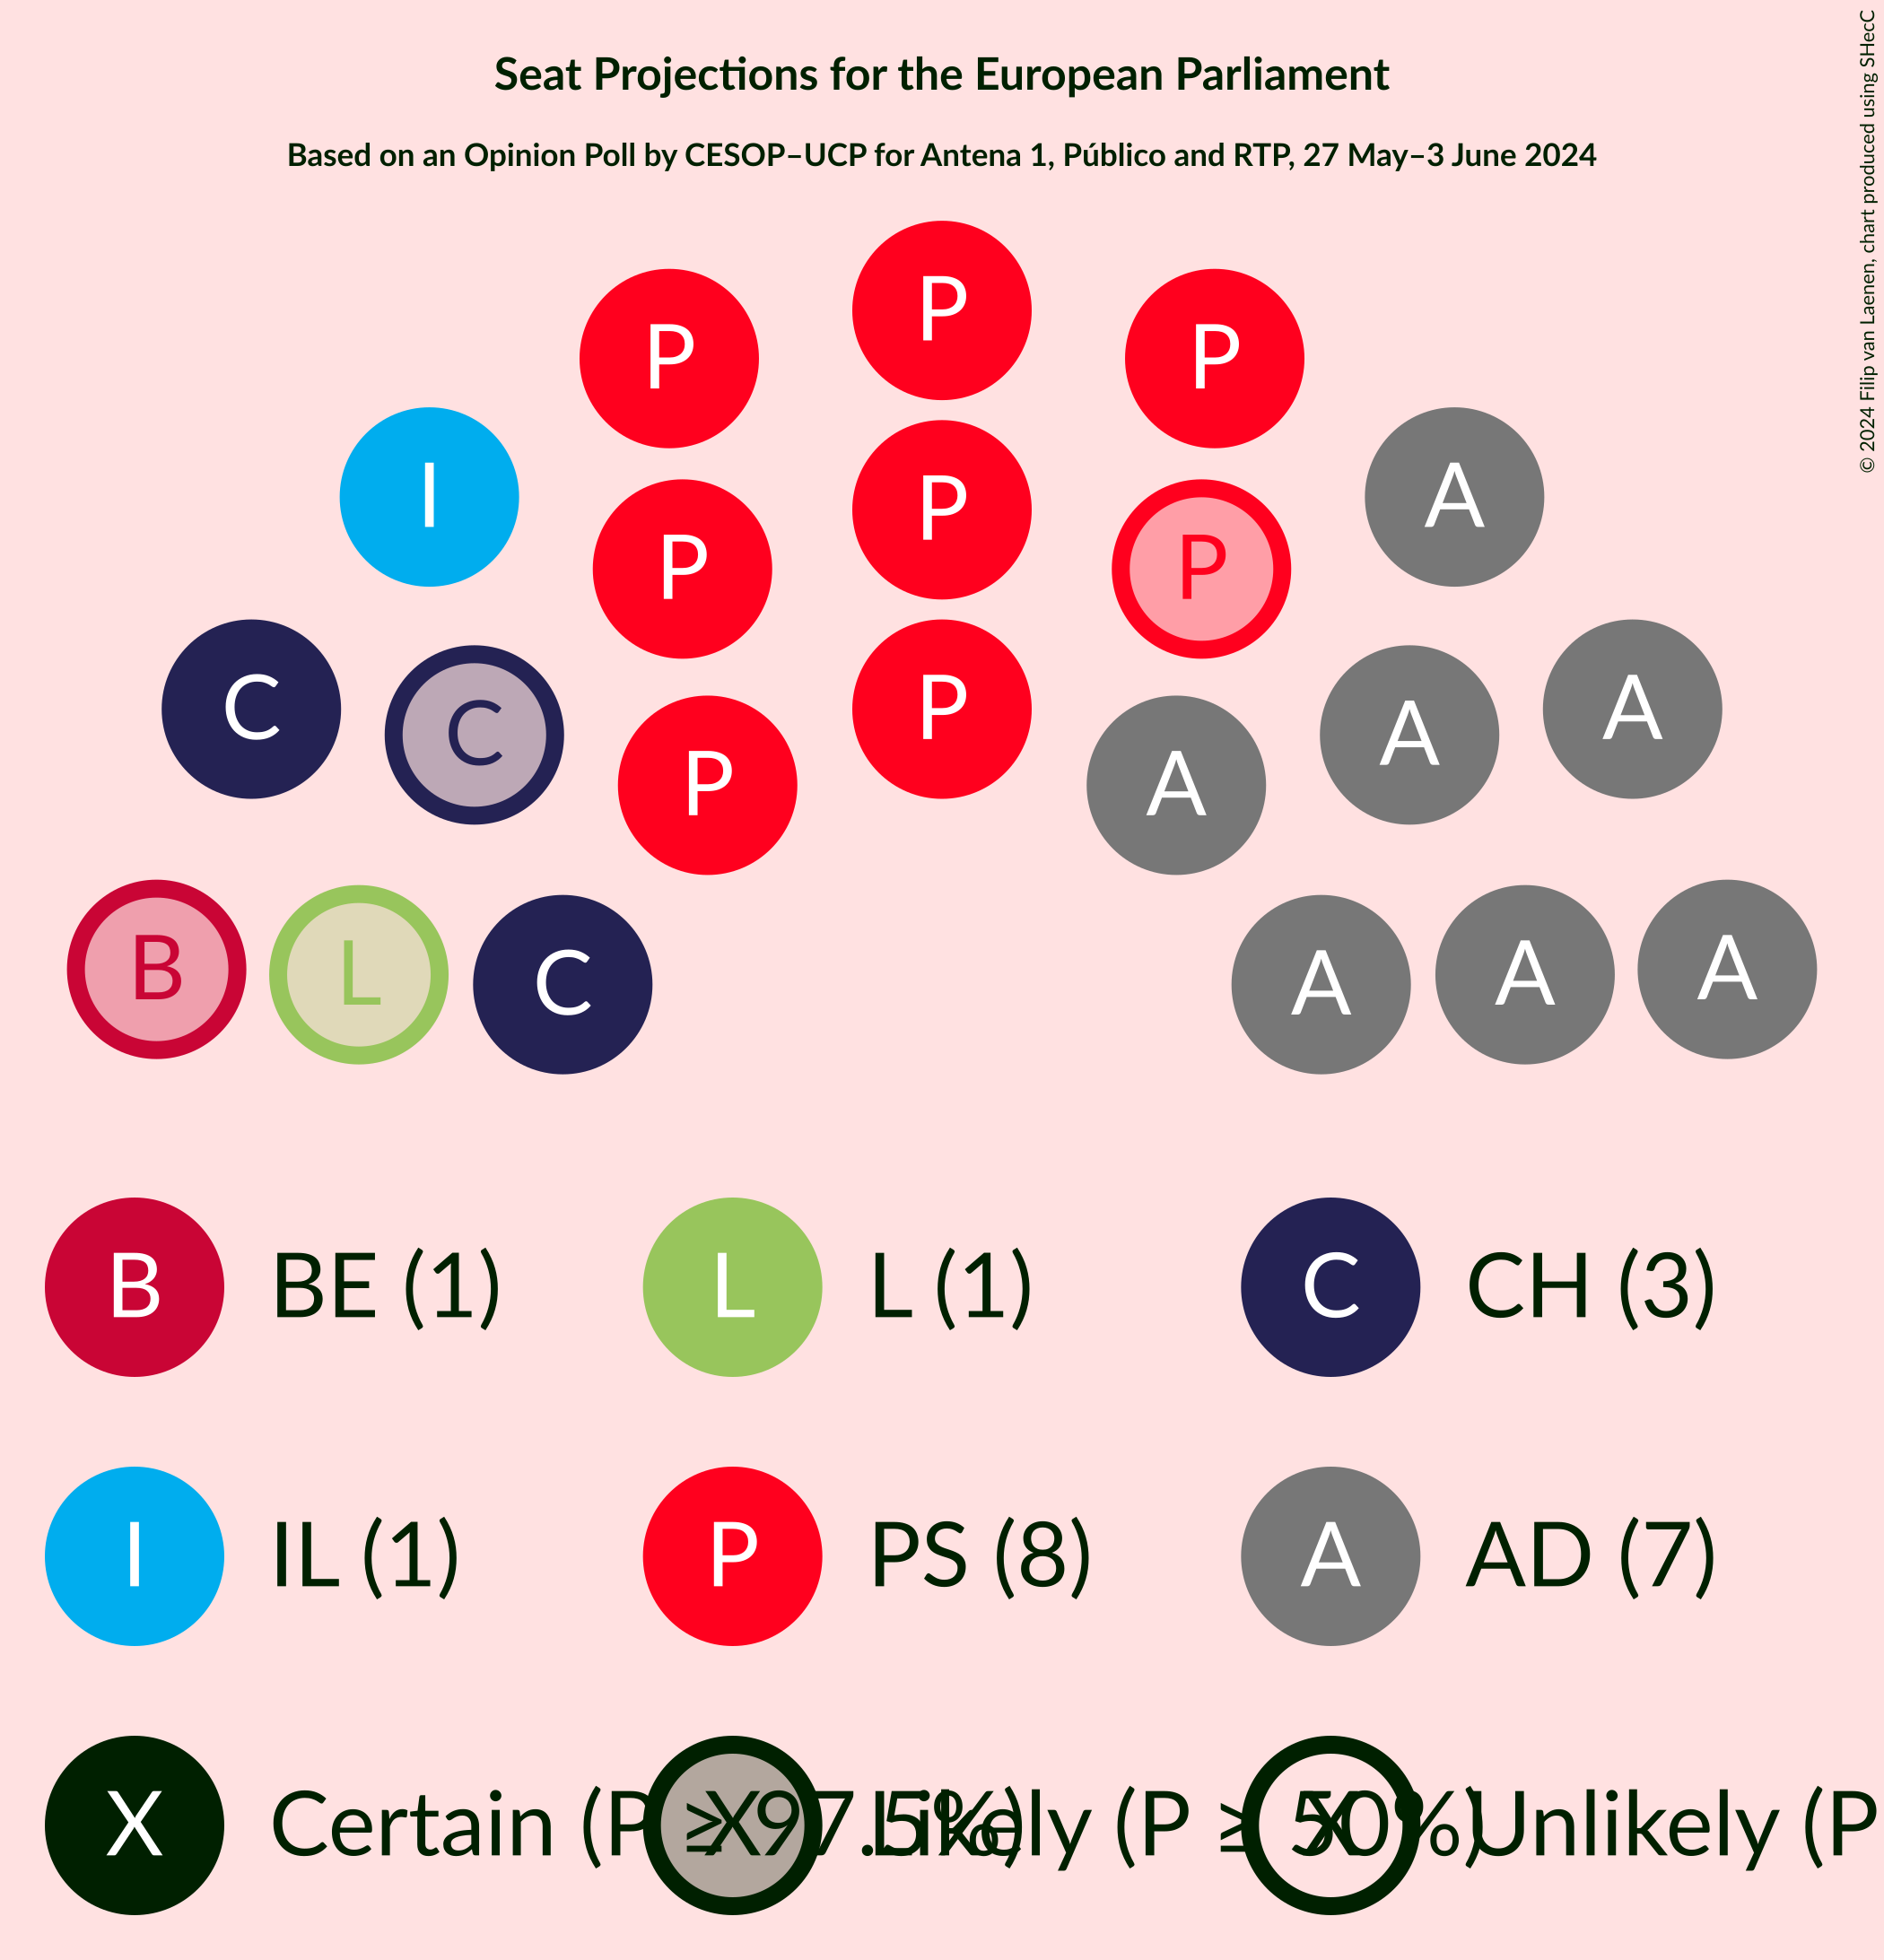 Seat Projections for the European Parliament
Based on an Opinion Poll by CESOP–UCP for Antena 1, Público and RTP, 27 May–3 June 2024
© 2024 Filip van Laenen, chart produced using SHecC
P
P P
I P A
P P
C C P A A
P A
B L C A A A
B BE (1) L L (1) C CH (3)
I IL (1) P PS (8) A AD (7)
X Certain (P ≥ 97.5%) X Likely (P ≥ 50%) X Unlikely (P